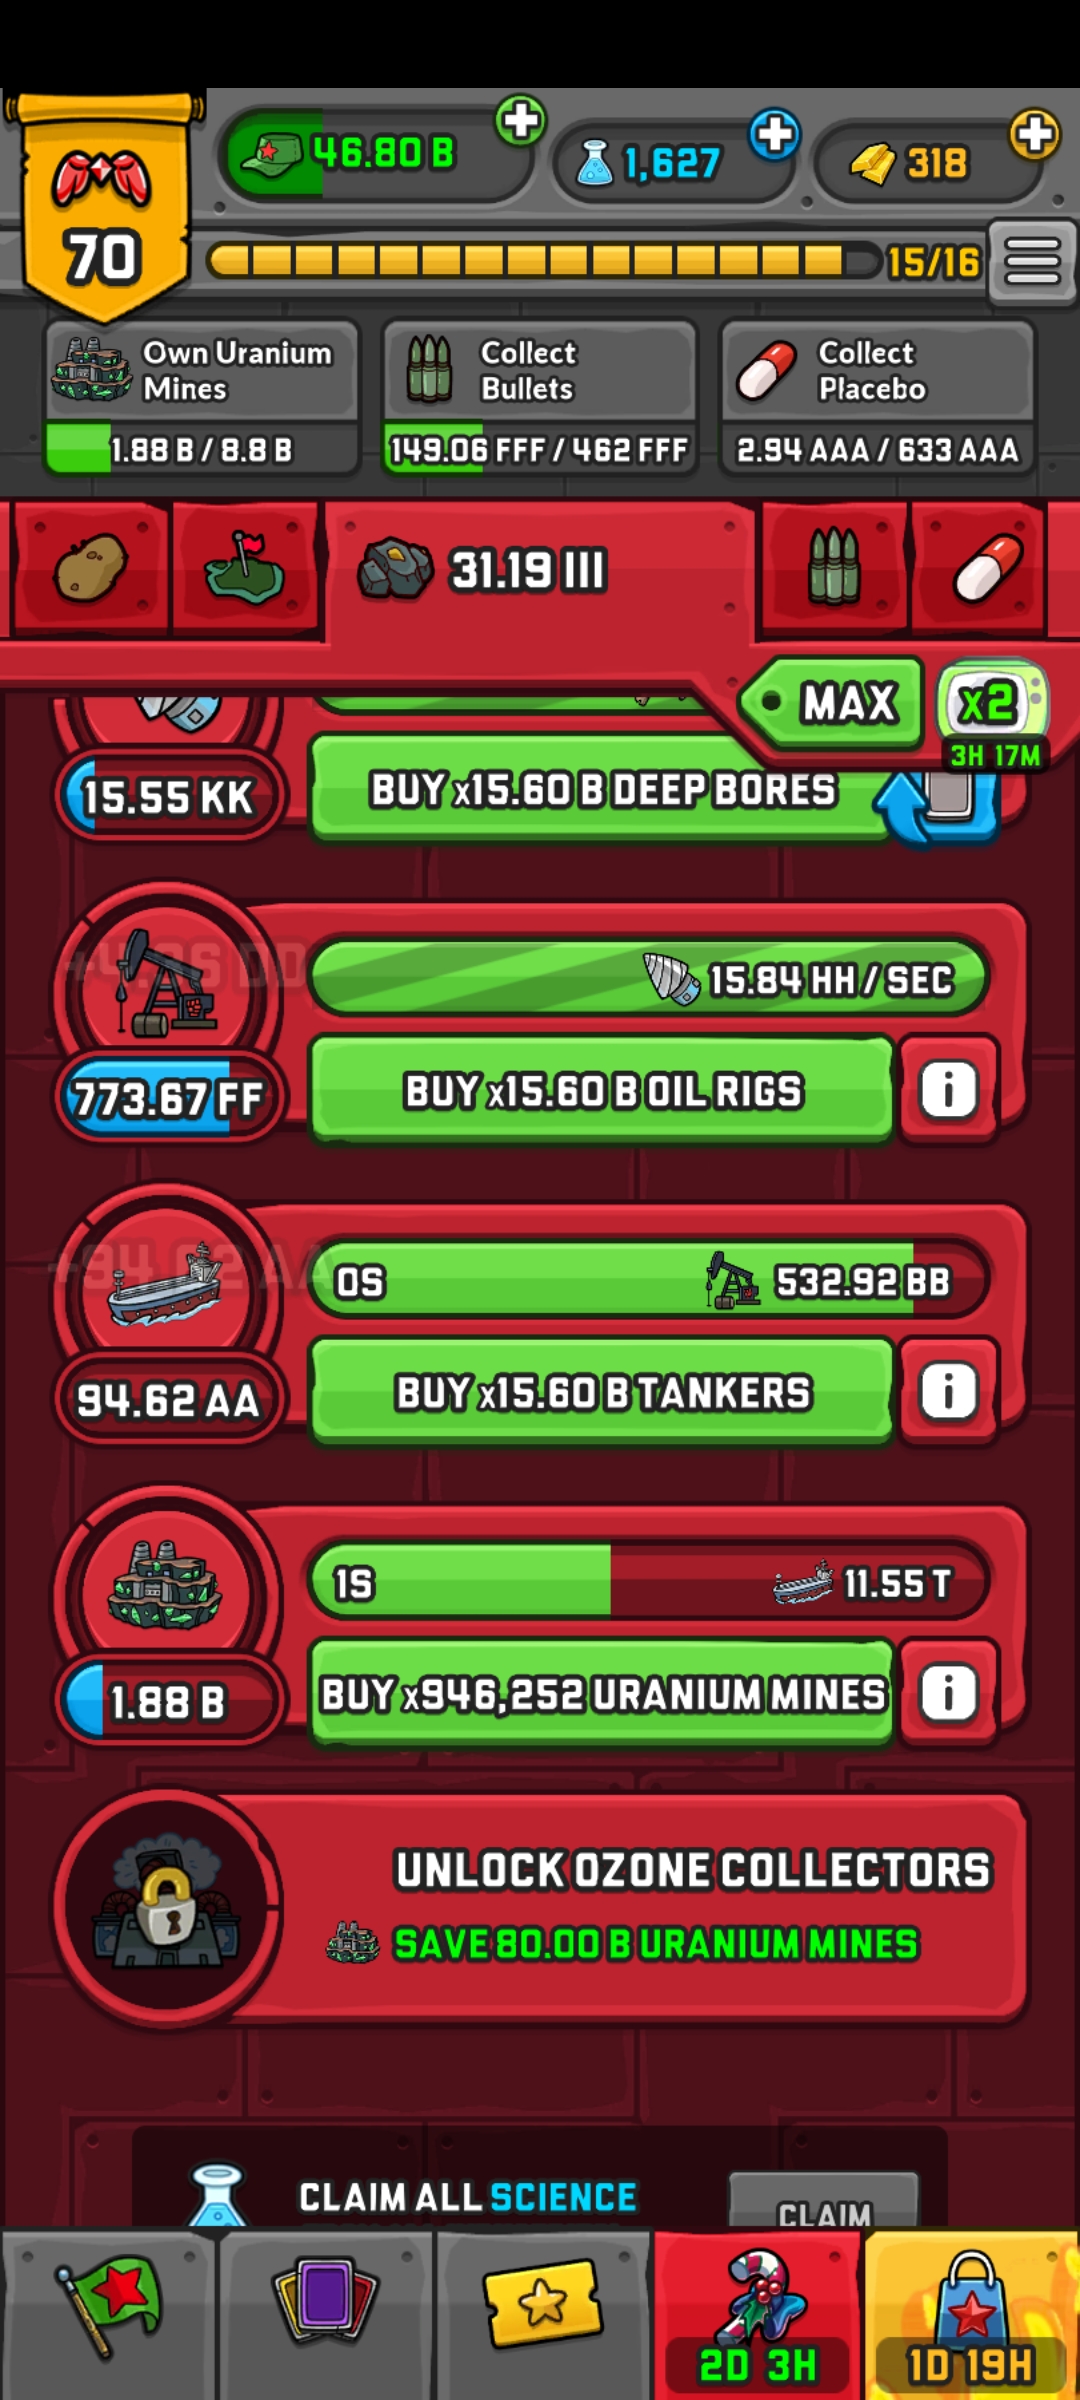 46.80 B
1,627
318
70
15/16
Own Uranium
Mines
1.88 B / 8.8 B
Collect
Bullets
149.06 FFF / 462 FFF
Collect
Placebo
2.94 AAA / 633 AAA
31.19 III
MAX
x2
3H 17M
15.55 KK
BUY x15.60 B DEEP BORES
15.84 HH / SEC
773.67 FF
BUY x15.60 B OIL RIGS
i
+94.62 AA
0S
532.92 BB
94.62 AA
BUY x15.60 B TANKERS
i
1S
11.55 T
1.88 B
BUY x946,252 URANIUM MINES
i
UNLOCK OZONE COLLECTORS
SAVE 80.00 B URANIUM MINES
CLAIM ALL SCIENCE
CLAIM
2D 3H
1D 19H